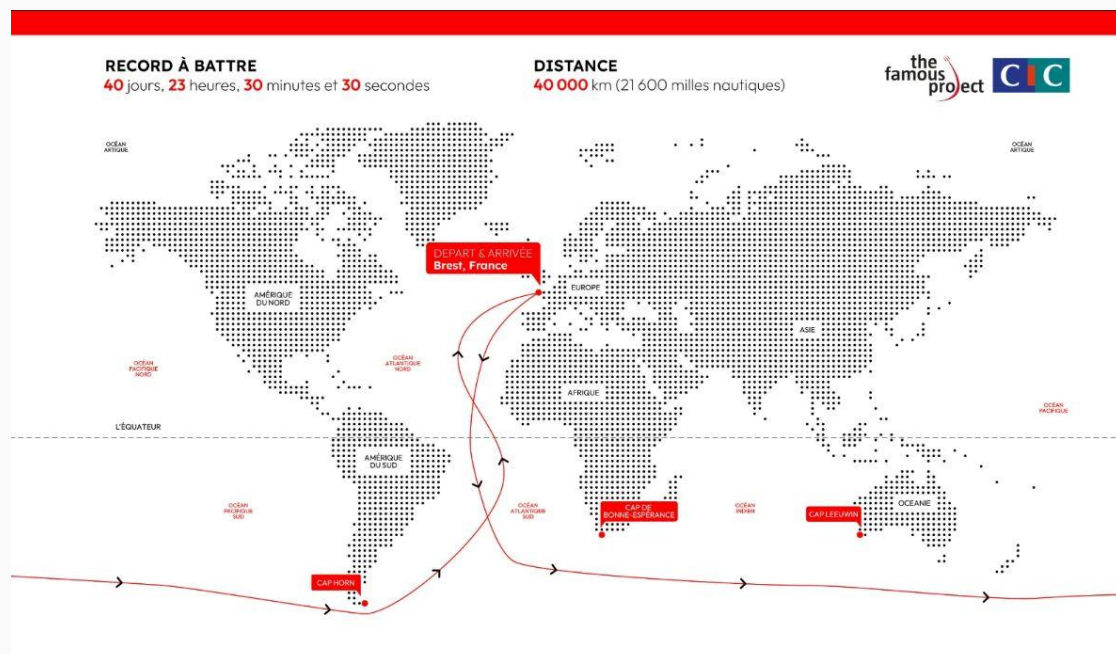 RECORD À BATTRE
40 jours, 23 heures, 30 minutes et 30 secondes
DISTANCE
40 000 km (21 600 milles nautiques)
the
famous
project
CIC
OCÉAN
ARTIQUE
OCÉAN
ARTIQUE
DEPART & ARRIVÉE
Brest, France
EUROPE
AMÉRIQUE
DU NORD
ASIE
OCÉAN
PACIFIQUE
NORD
OCÉAN
ATLANTIQUE
NORD
AFRIQUE
OCÉAN
PACIFIQUE
L'ÉQUATEUR
AMÉRIQUE
DU SUD
OCÉAN
PACIFIQUE
SUD
OCÉAN
ATLANTIQUE
SUD
CAP DE
BONNE-ESPÉRANCE
OCÉAN
INDIEN
CAP LEEUWIN
OCEANIE
CAP HORN